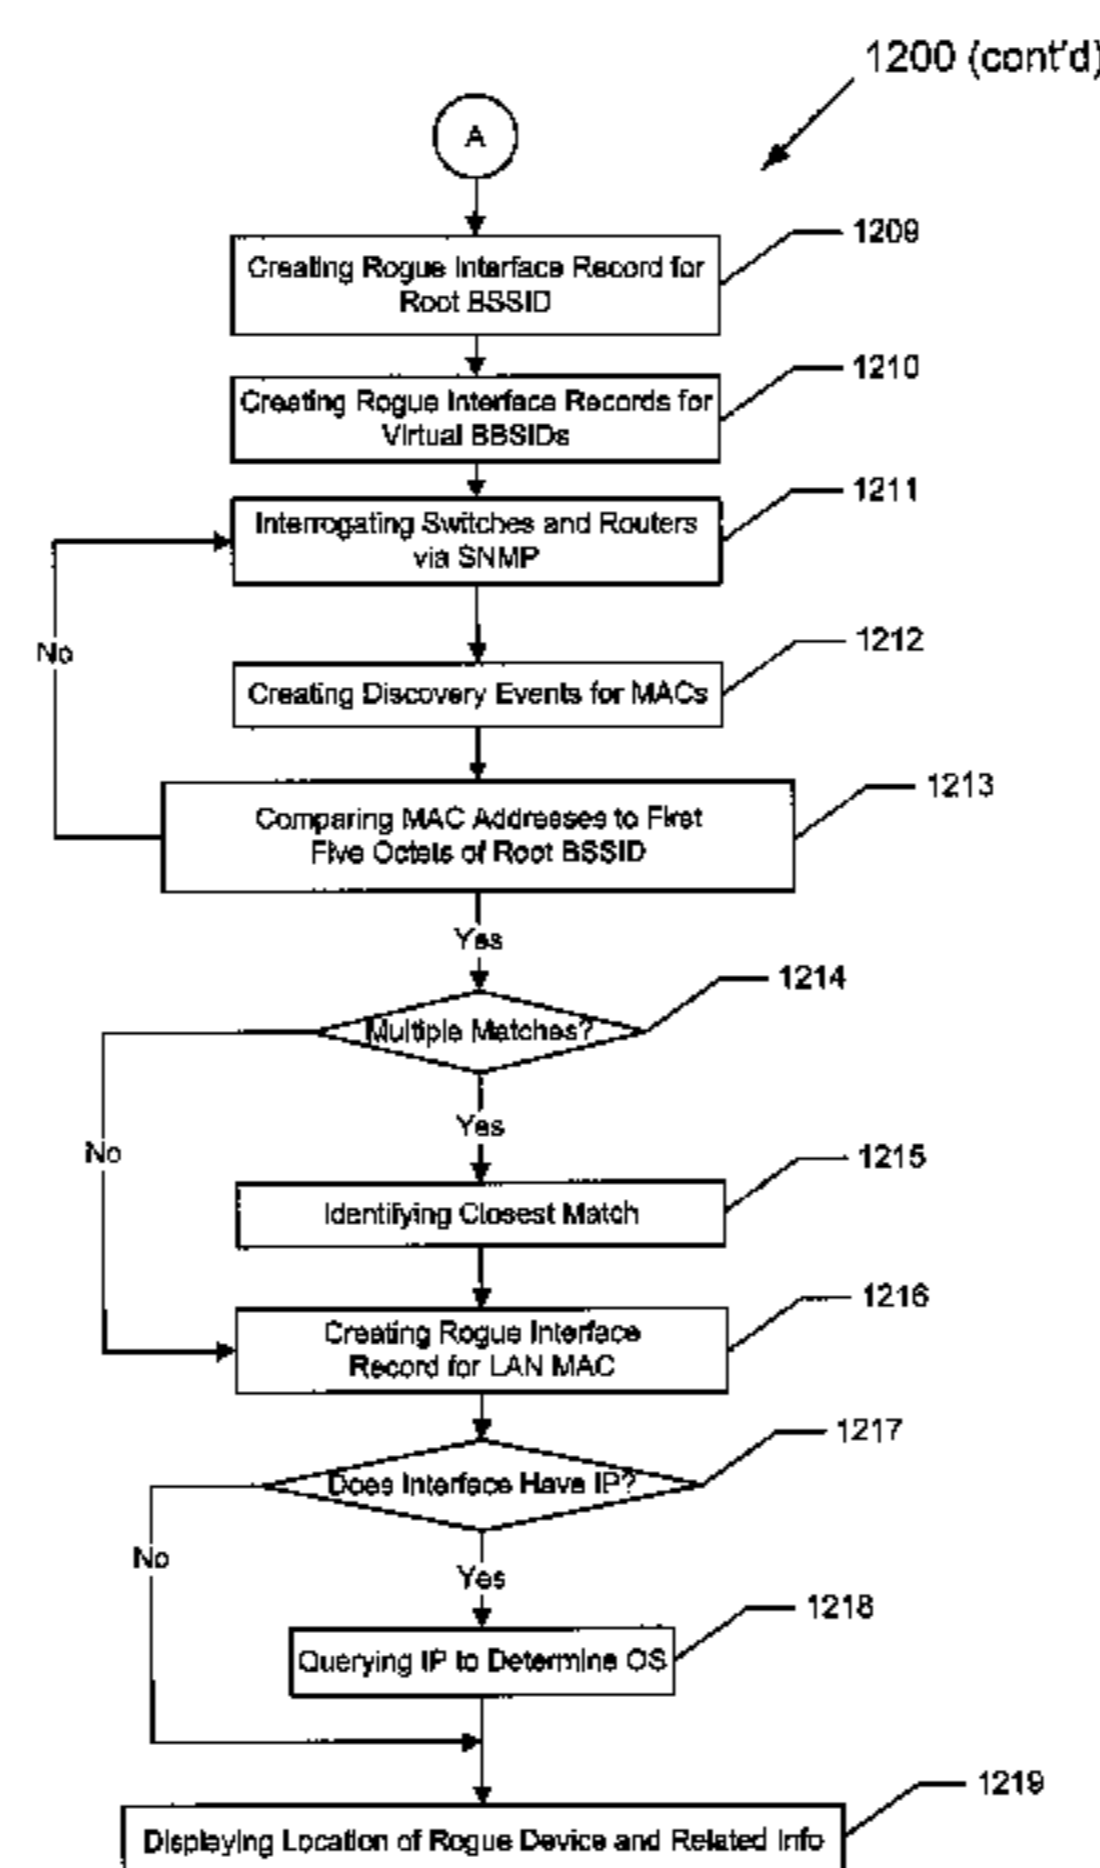 1200 (cont'd)
A
1209
Creating Rogue Interface Record for
Root BSSID
1210
Creating Rogue Interface Records for
Virtual BBSIDs
1211
Interrogating Switches and Routers
via SNMP
No
1212
Creating Discovery Events for MACs
1213
Comparing MAC Addresses to First
Five Octets of Root BSSID
Yes
1214
Multiple Matches?
Yes
No
1215
Identifying Closest Match
1216
Creating Rogue Interface
Record for LAN MAC
1217
Does Interface Have IP?
No
Yes
1218
Querying IP to Determine OS
1219
Displaying Location of Rogue Device and Related Info